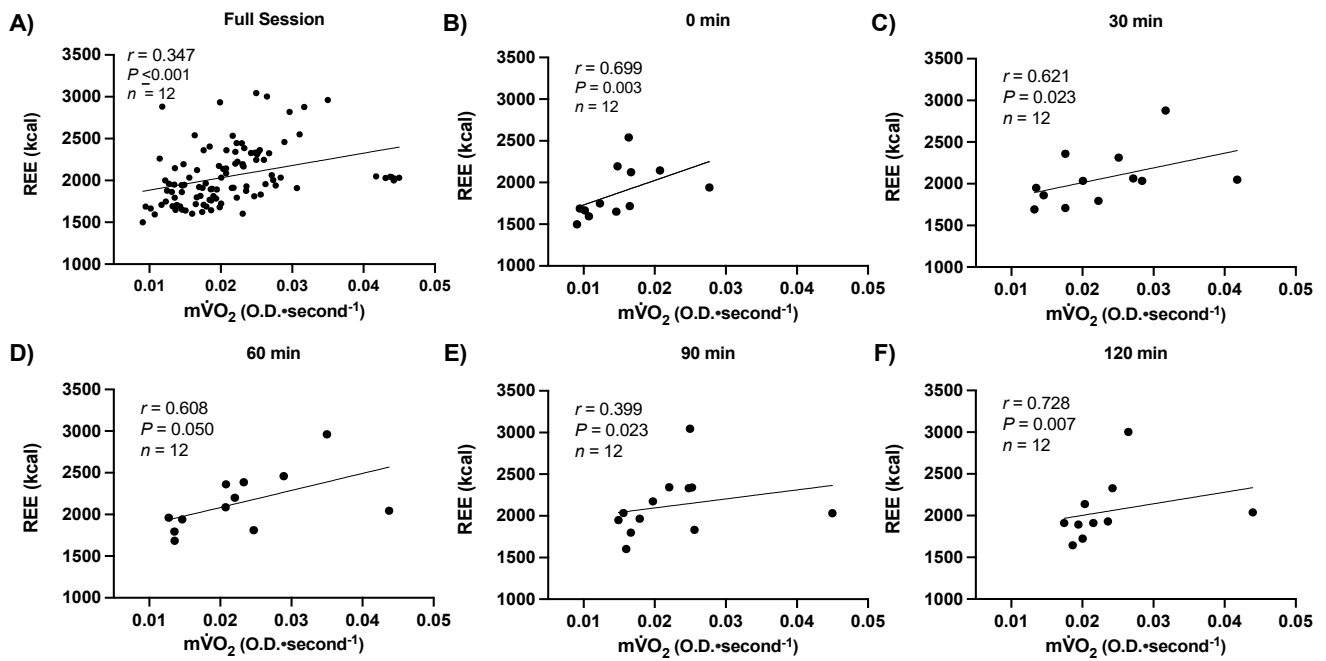 A)
Full Session
r = 0.347
P ≤0.001
n = 12
REE (kcal)
3500
3000
2500
2000
1500
1000
0.01 0.02 0.03 0.04 0.05
mV̇O₂ (O.D.•second⁻¹)
B)
0 min
r = 0.699
P = 0.003
n = 12
REE (kcal)
3500
3000
2500
2000
1500
1000
0.01 0.02 0.03 0.04 0.05
mV̇O₂ (O.D.•second⁻¹)
C)
30 min
r = 0.621
P = 0.023
n = 12
REE (kcal)
3500
3000
2500
2000
1500
1000
0.01 0.02 0.03 0.04 0.05
mV̇O₂ (O.D.•second⁻¹)
D)
60 min
r = 0.608
P = 0.050
n = 12
REE (kcal)
3500
3000
2500
2000
1500
1000
0.01 0.02 0.03 0.04 0.05
mV̇O₂ (O.D.•second⁻¹)
E)
90 min
r = 0.399
P = 0.023
n = 12
REE (kcal)
3500
3000
2500
2000
1500
1000
0.01 0.02 0.03 0.04 0.05
mV̇O₂ (O.D.•second⁻¹)
F)
120 min
r = 0.728
P = 0.007
n = 12
REE (kcal)
3500
3000
2500
2000
1500
1000
0.01 0.02 0.03 0.04 0.05
mV̇O₂ (O.D.•second⁻¹)